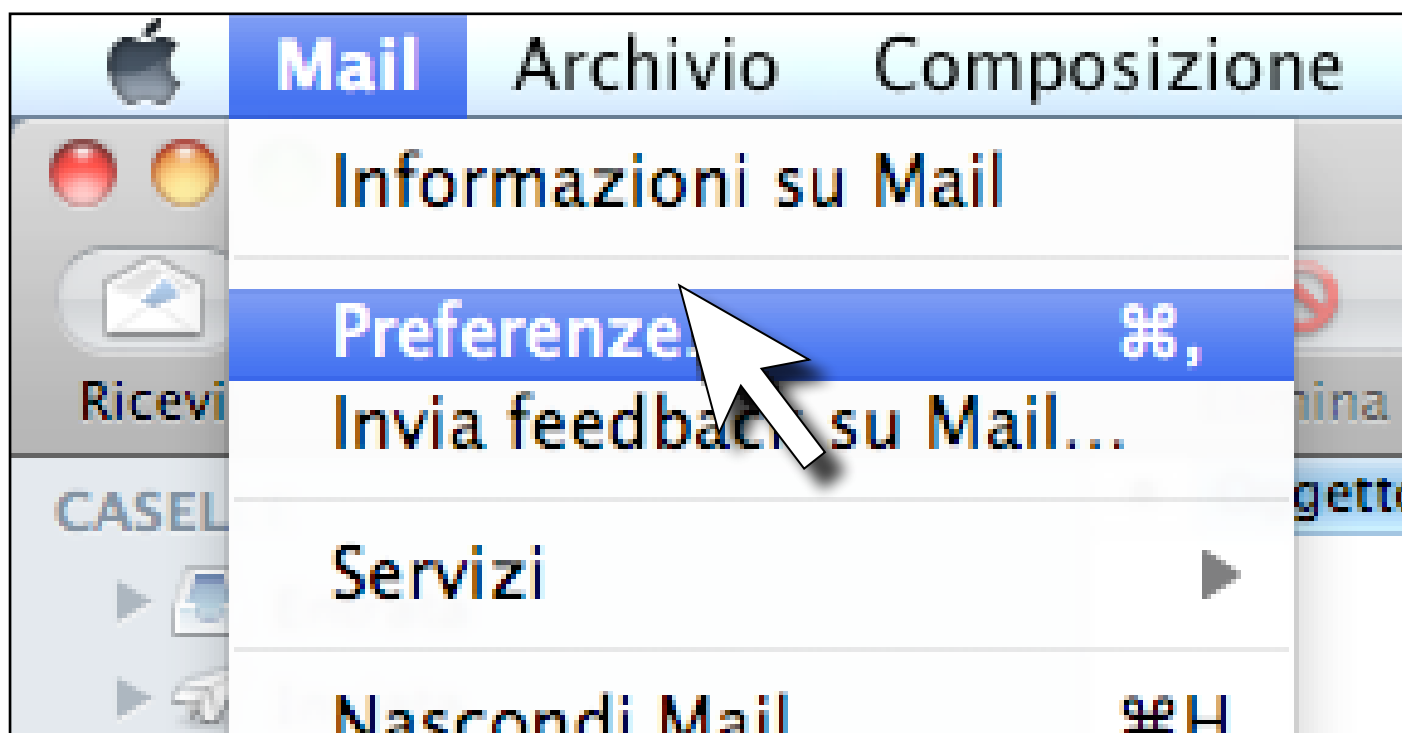 Mail Archivio Composizione
Informazioni su Mail
Preferenze... ⌘,
Ricevi
Invia feedback su Mail...
Servizi
Nascondi Mail ⌘H